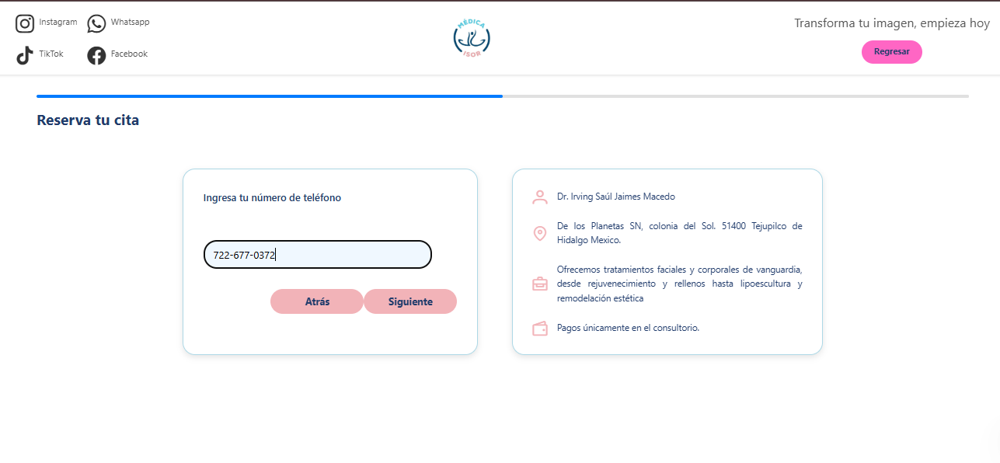 Instagram
Whatsapp
TikTok
Facebook
MÉDICA
ISOR
Transforma tu imagen, empieza hoy
Regresar
Reserva tu cita
Ingresa tu número de teléfono
722-677-0372
Atrás
Siguiente
Dr. Irving Saúl Jaimes Macedo
De los Planetas SN, colonia del Sol. 51400 Tejupilco de
Hidalgo Mexico.
Ofrecemos tratamientos faciales y corporales de vanguardia,
desde rejuvenecimiento y rellenos hasta lipoescultura y
remodelación estética
Pagos únicamente en el consultorio.